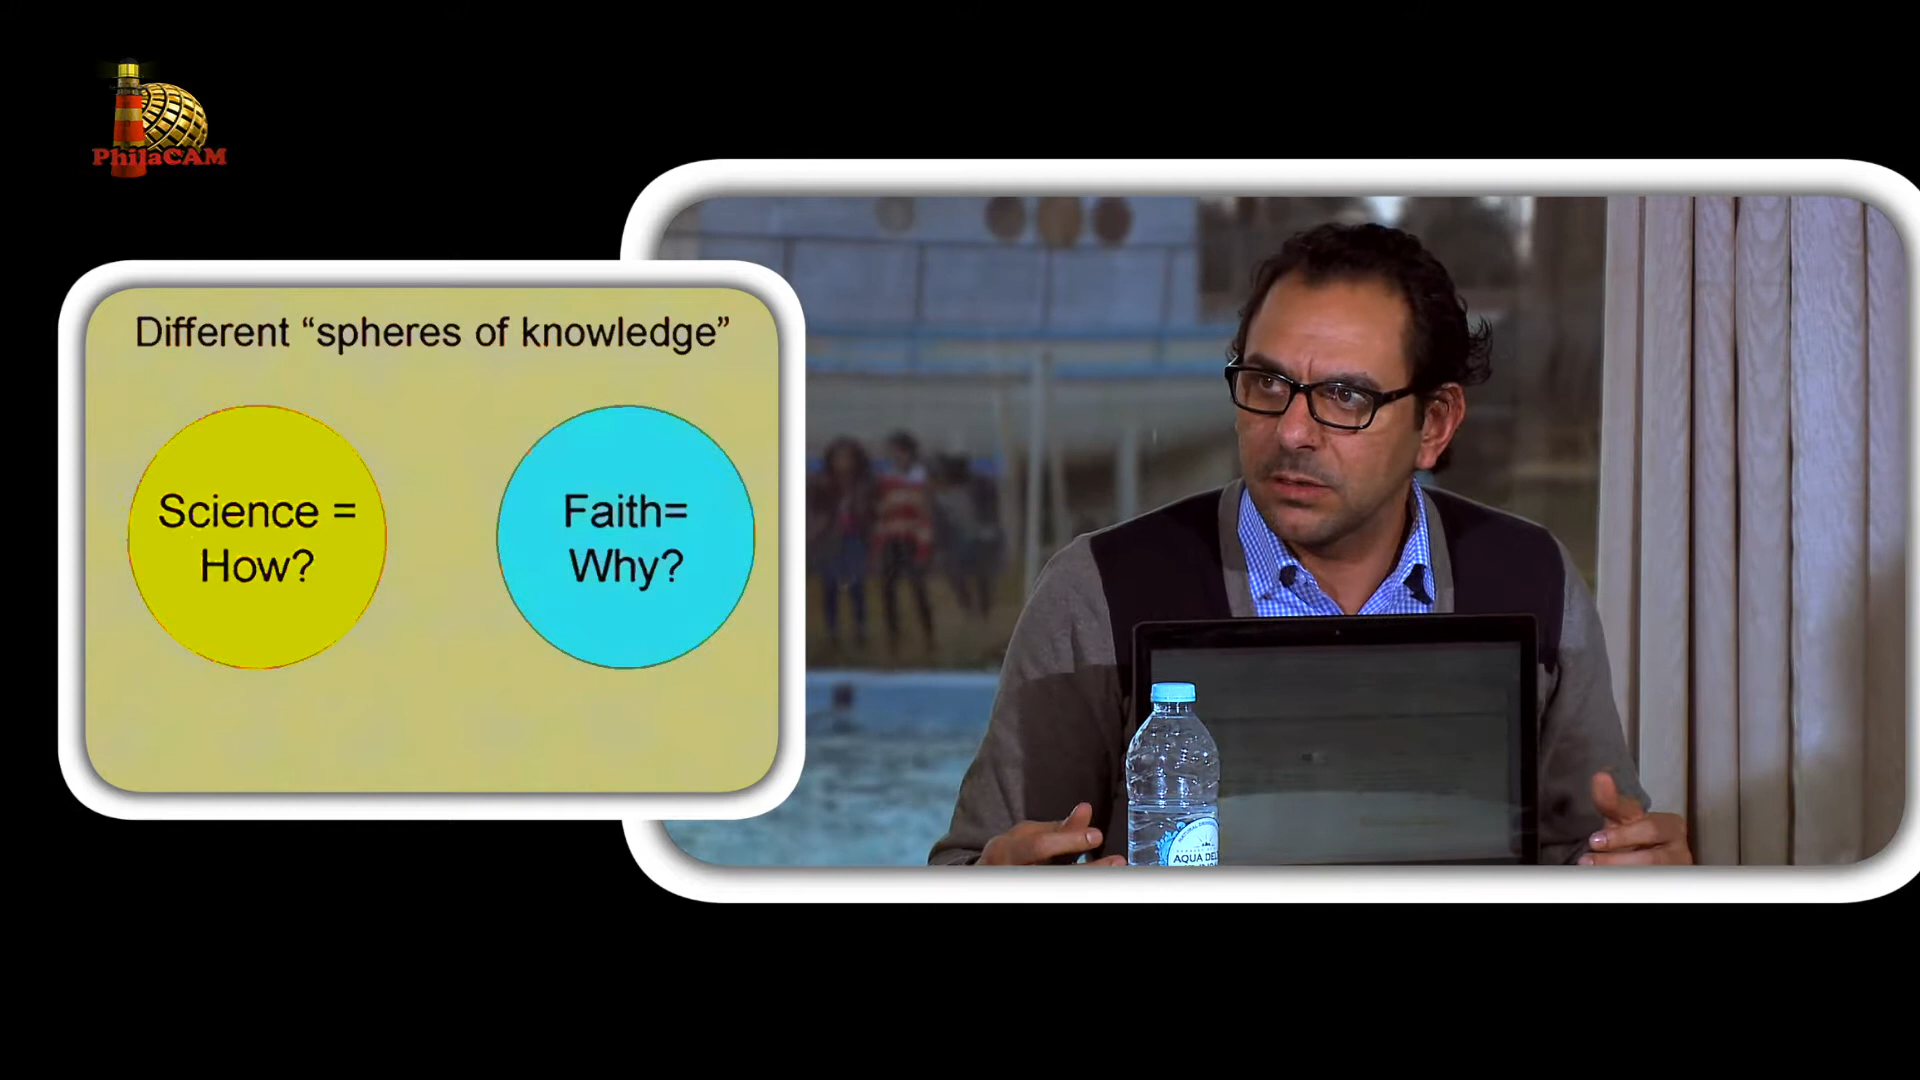 PhilaCAM
Different “spheres of knowledge”
Science =
How?
Faith=
Why?
AQUA DEL